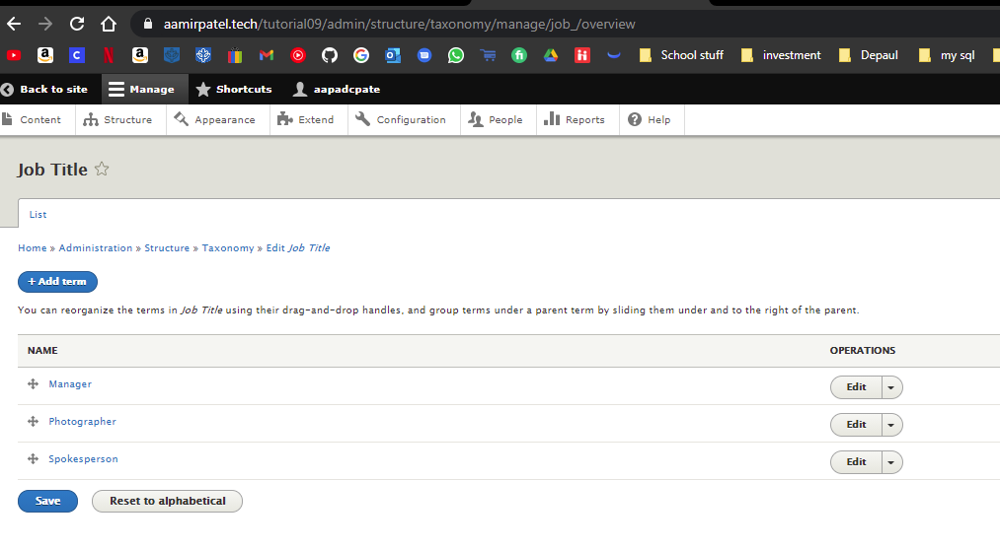 aamirpatel.tech/tutorial09/admin/structure/taxonomy/manage/job_/overview
School stuff investment Depaul my sql
Back to site Manage Shortcuts aapadcpate
Content Structure Appearance Extend Configuration People Reports Help
Job Title
List
Home » Administration » Structure » Taxonomy » Edit Job Title
+ Add term
You can reorganize the terms in Job Title using their drag-and-drop handles, and group terms under a parent term by sliding them under and to the right of the parent.
NAME OPERATIONS
Manager Edit
Photographer Edit
Spokesperson Edit
Save Reset to alphabetical